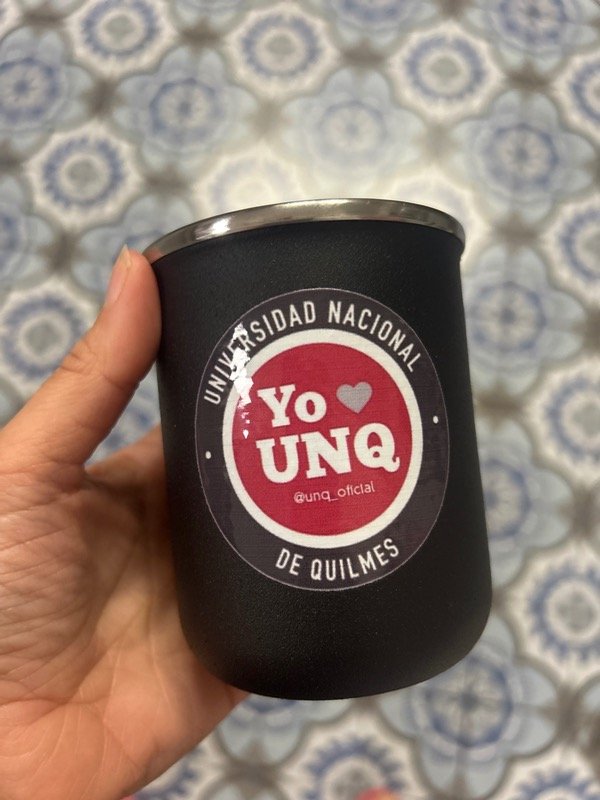 UNIVERSIDAD NACIONAL
Yo 🩶
UNQ
@unq_oficial
DE QUILMES